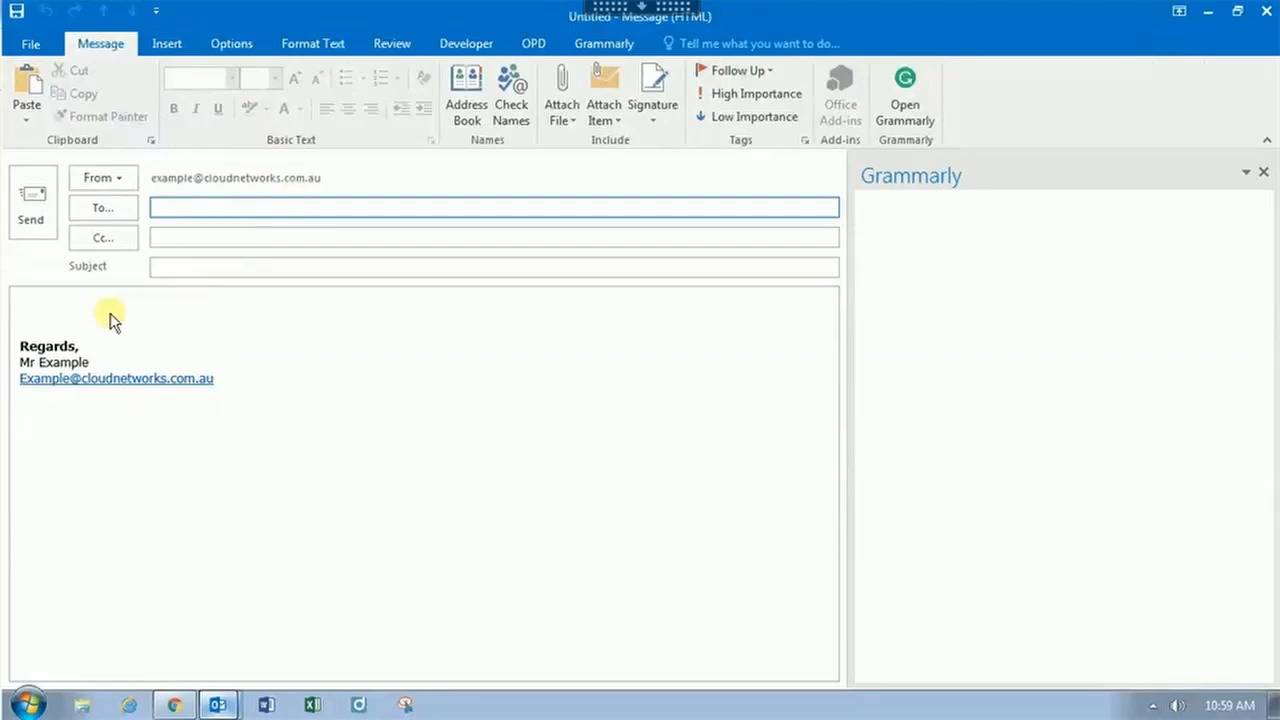 Untitled - Message (HTML)
File Message Insert Options Format Text Review Developer OPD Grammarly Tell me what you want to do...
Paste
Cut
Copy
Format Painter
Clipboard
B I U
A
Basic Text
Address Book
Check Names
Names
Attach File
Attach Item
Signature
Include
Follow Up
High Importance
Low Importance
Tags
Office Add-ins
Add-ins
Open Grammarly
Grammarly
Send
From
example@cloudnetworks.com.au
To...
Cc...
Subject
Regards,
Mr Example
Example@cloudnetworks.com.au
Grammarly
10:59 AM